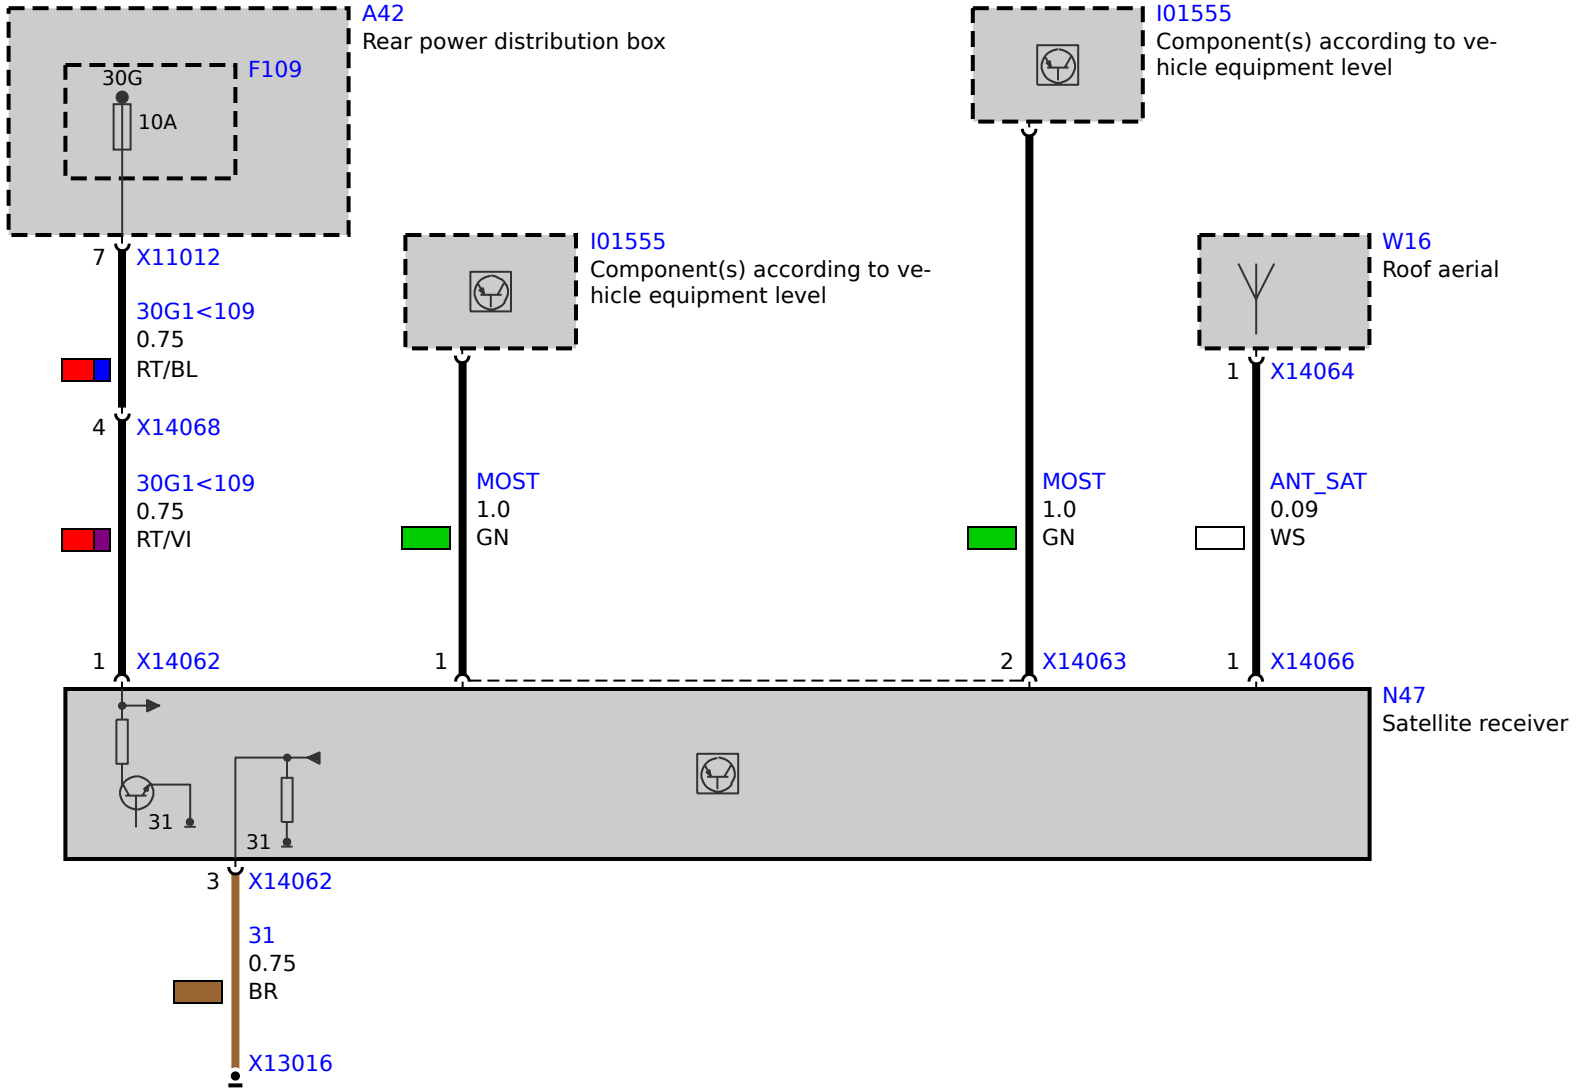 A42
Rear power distribution box
F109
30G
10A
I01555
Component(s) according to ve-
hicle equipment level
7 X11012
30G1<109
0.75
RT/BL
4 X14068
30G1<109
0.75
RT/VI
1 X14062
I01555
Component(s) according to ve-
hicle equipment level
MOST
1.0
GN
1
MOST
1.0
GN
2 X14063
W16
Roof aerial
1 X14064
ANT_SAT
0.09
WS
1 X14066
N47
Satellite receiver
31
31
3 X14062
31
0.75
BR
X13016